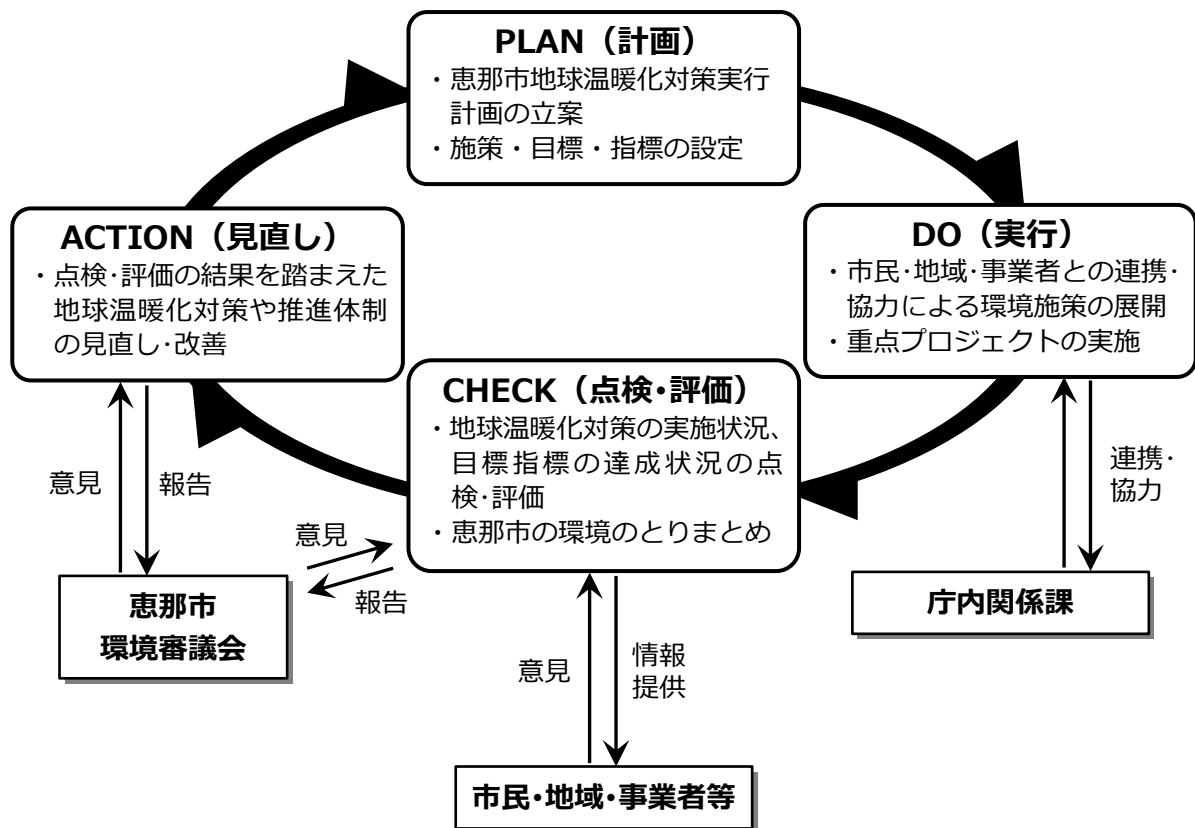 PLAN（計画）
・恵那市地球温暖化対策実行
計画の立案
・施策・目標・指標の設定
ACTION（見直し）
・点検・評価の結果を踏まえた
地球温暖化対策や推進体制
の見直し・改善
DO（実行）
・市民・地域・事業者との連携・
協力による環境施策の展開
・重点プロジェクトの実施
CHECK（点検・評価）
・地球温暖化対策の実施状況、
目標指標の達成状況の点
検・評価
・恵那市の環境のとりまとめ
意見
報告
連携・
協力
意見
報告
恵那市
環境審議会
庁内関係課
意見
情報
提供
市民・地域・事業者等